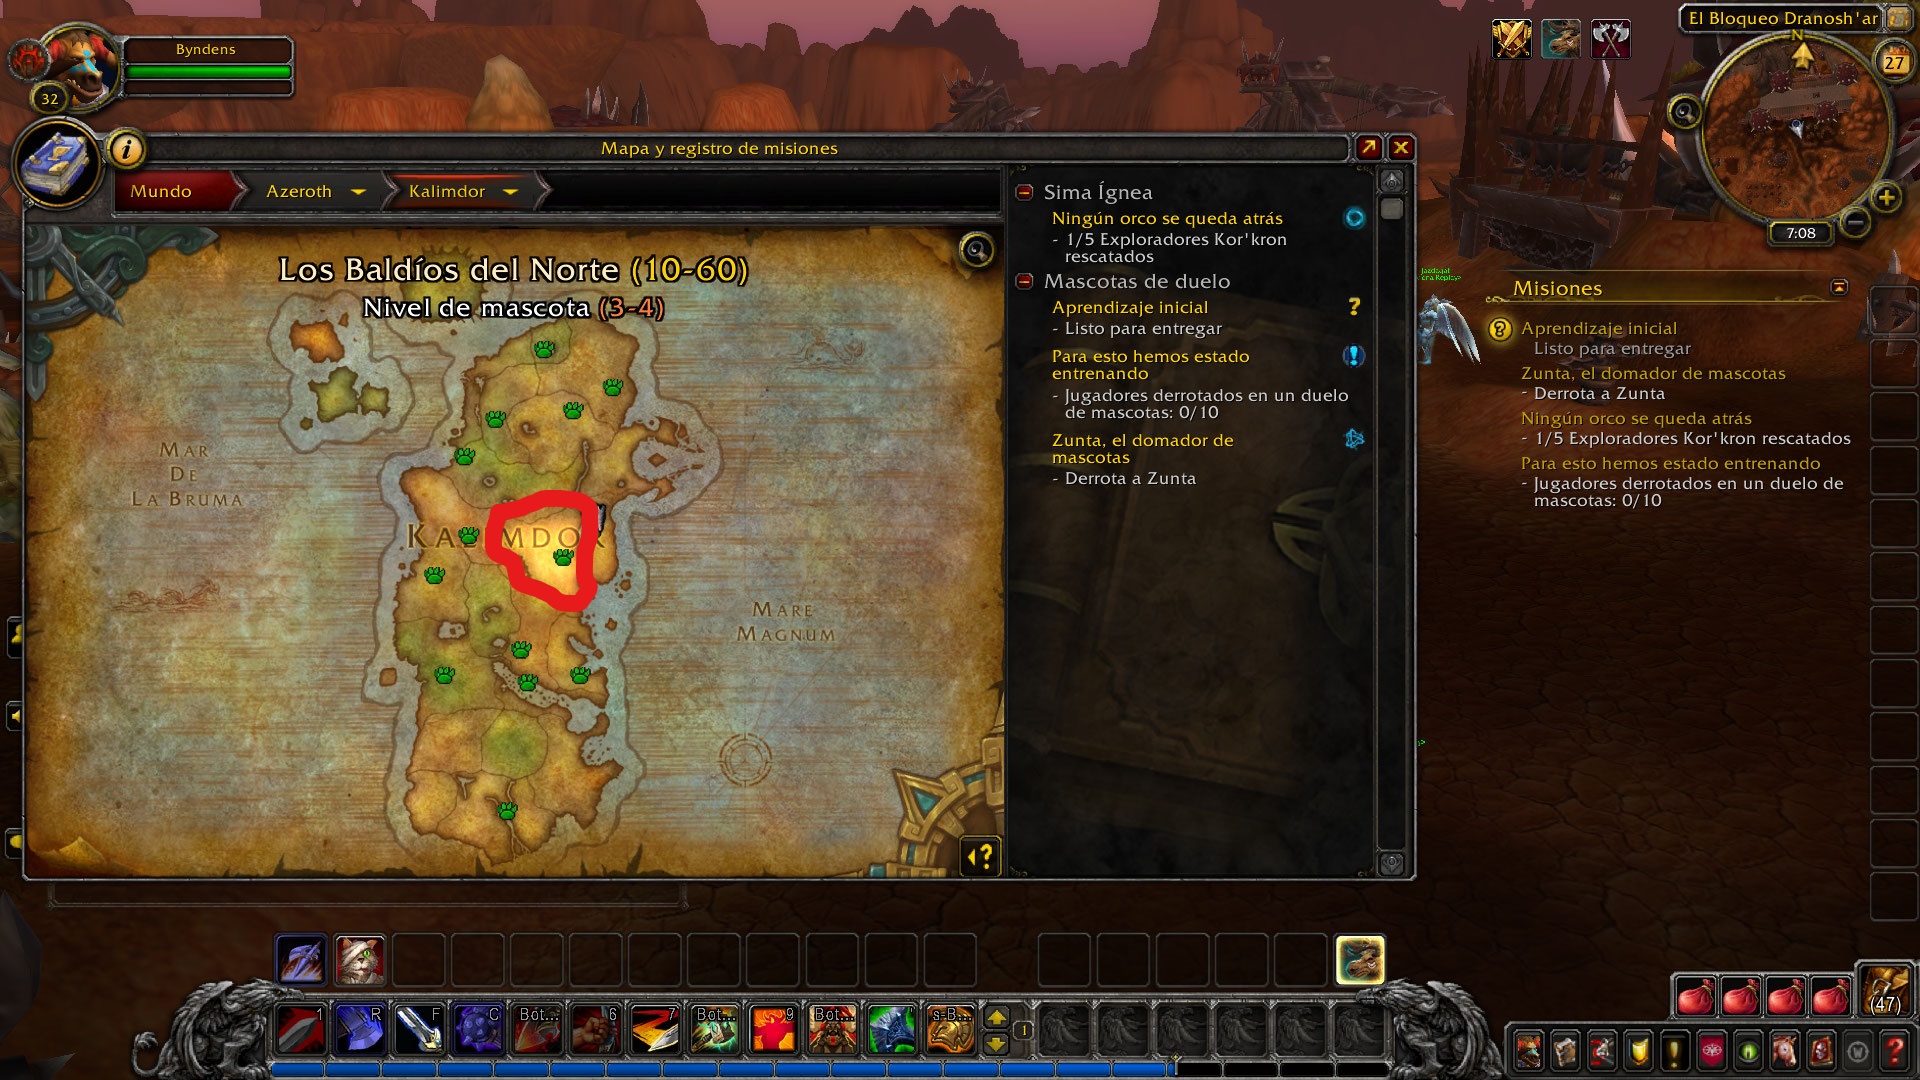 Byndens
32
El Bloqueo Dranosh'ar
N
27
7:08
Mapa y registro de misiones
Mundo
Azeroth
Kalimdor
Los Baldíos del Norte (10-60)
Nivel de mascota (3-4)
MAR
DE
LA BRUMA
KALIMDOR
MARE
MAGNUM
?
Sima Ígnea
Ningún orco se queda atrás
- 1/5 Exploradores Kor'kron
rescatados
Mascotas de duelo
Aprendizaje inicial
?
- Listo para entregar
Para esto hemos estado
entrenando
- Jugadores derrotados en un duelo
de mascotas: 0/10
Zunta, el domador de
mascotas
- Derrota a Zunta
Misiones
? Aprendizaje inicial
Listo para entregar
Zunta, el domador de mascotas
- Derrota a Zunta
Ningún orco se queda atrás
- 1/5 Exploradores Kor'kron rescatados
Para esto hemos estado entrenando
- Jugadores derrotados en un duelo de
mascotas: 0/10
1 R F C Bot... 6 7 Bot... 9 Bot... s-B...
1
(47)